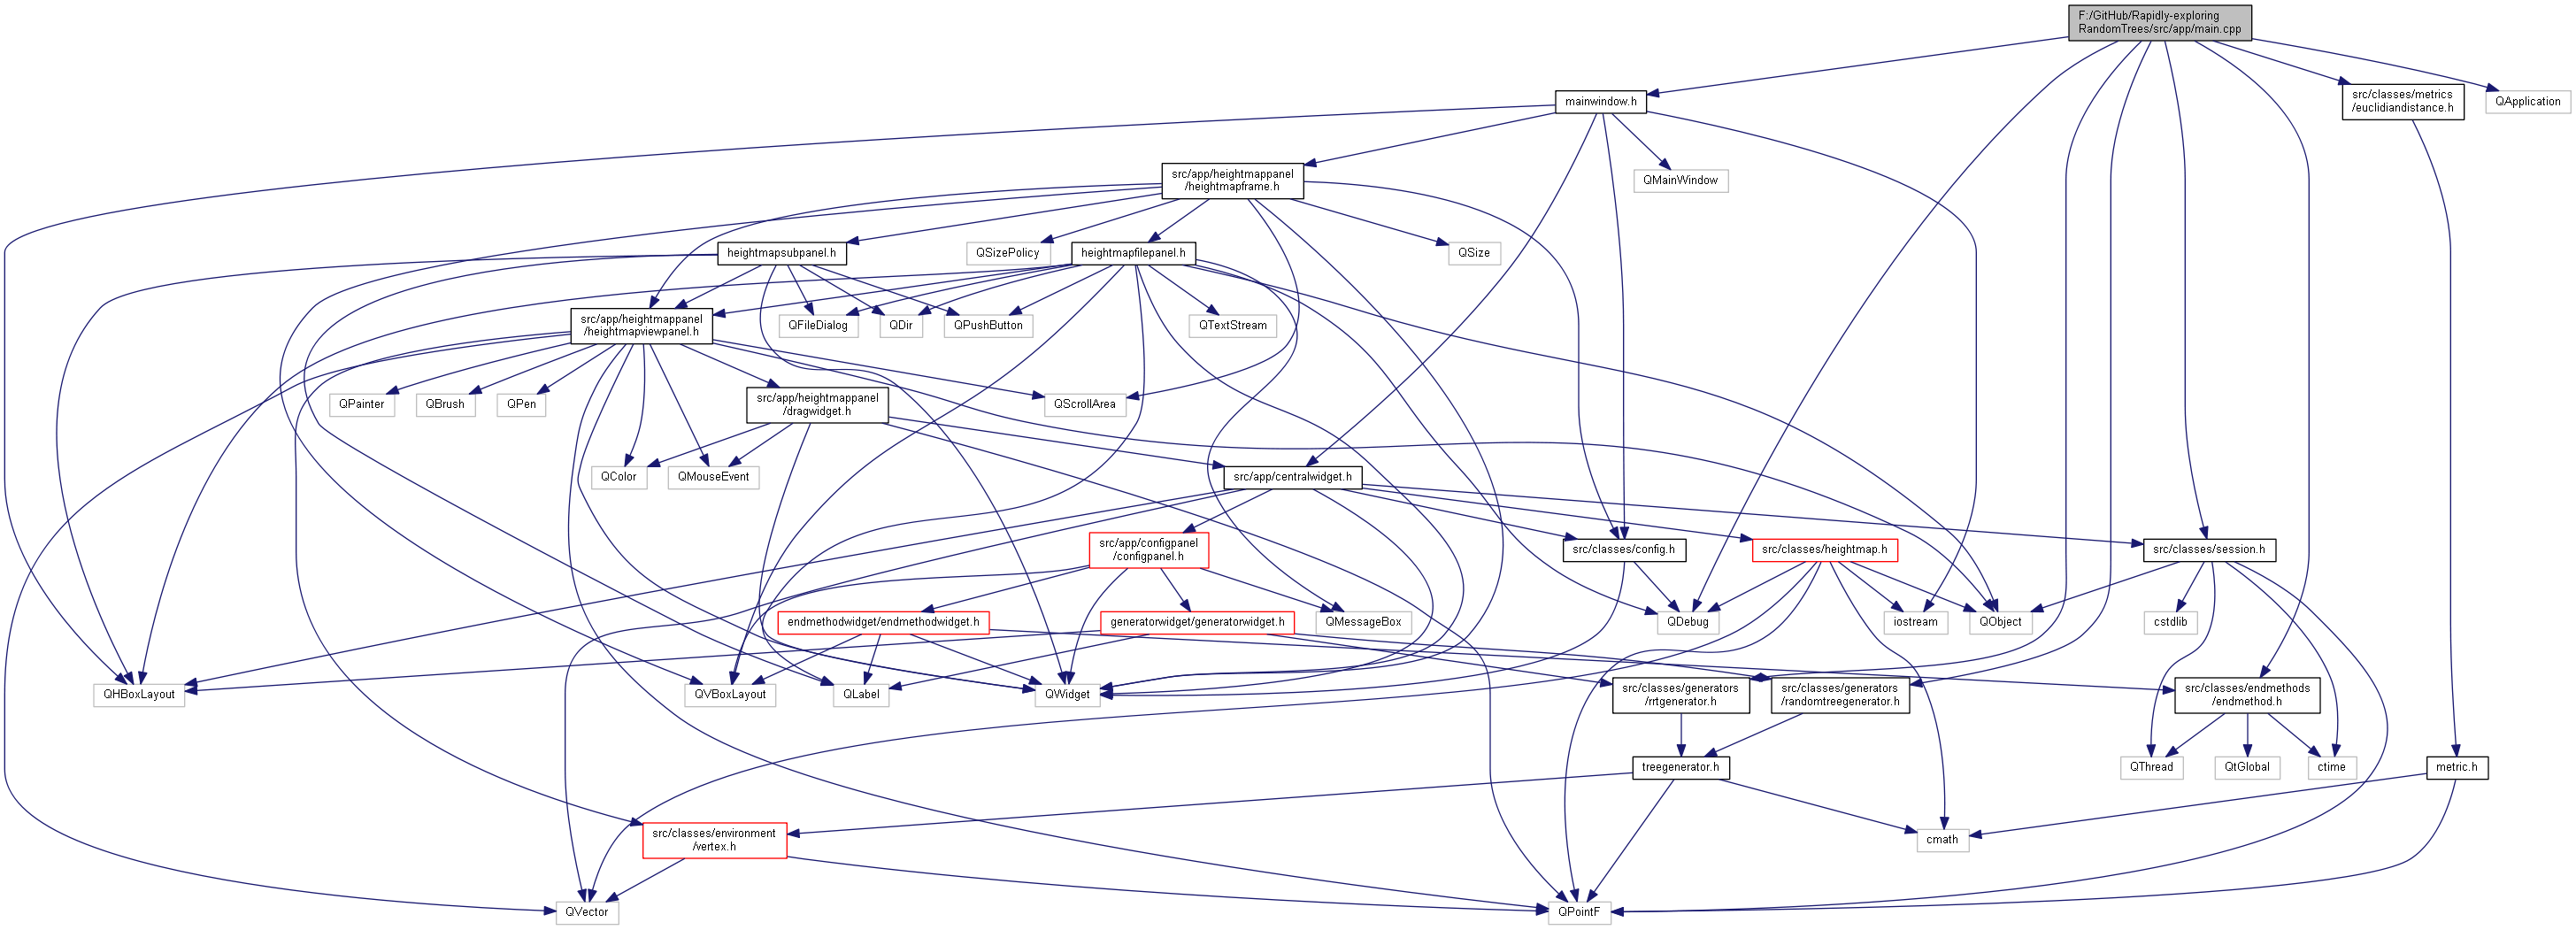 F:/GitHub/Rapidly-exploring
RandomTrees/src/app/main.cpp
mainwindow.h
src/classes/metrics
/euclidiandistance.h
QApplication
src/app/heightmappanel
/heightmapframe.h
QMainWindow
heightmapsubpanel.h
QSizePolicy
heightmapfilepanel.h
QSize
src/app/heightmappanel
/heightmapviewpanel.h
QFileDialog
QDir
QPushButton
QTextStream
QPainter
QBrush
QPen
src/app/heightmappanel
/dragwidget.h
QScrollArea
QColor
QMouseEvent
src/app/centralwidget.h
src/app/configpanel
/configpanel.h
src/classes/config.h
src/classes/heightmap.h
src/classes/session.h
endmethodwidget/endmethodwidget.h
generatorwidget/generatorwidget.h
QMessageBox
QDebug
iostream
QObject
cstdlib
QHBoxLayout
QVBoxLayout
QLabel
QWidget
src/classes/generators
/rrtgenerator.h
src/classes/generators
/randomtreegenerator.h
src/classes/endmethods
/endmethod.h
treegenerator.h
QThread
QtGlobal
ctime
metric.h
src/classes/environment
/vertex.h
cmath
QVector
QPointF